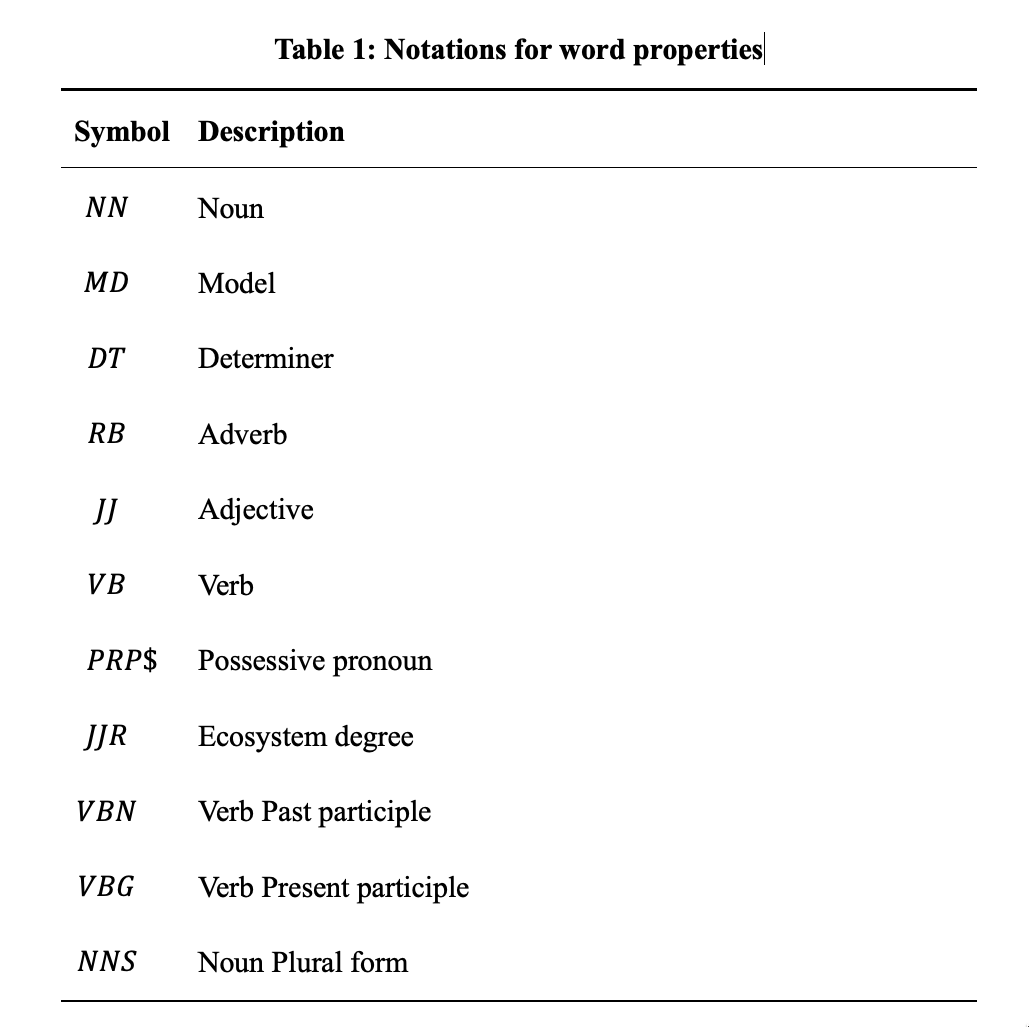 Table 1: Notations for word properties
Symbol Description
NN Noun
MD Model
DT Determiner
RB Adverb
JJ Adjective
VB Verb
PRP$ Possessive pronoun
JJR Ecosystem degree
VBN Verb Past participle
VBG Verb Present participle
NNS Noun Plural form